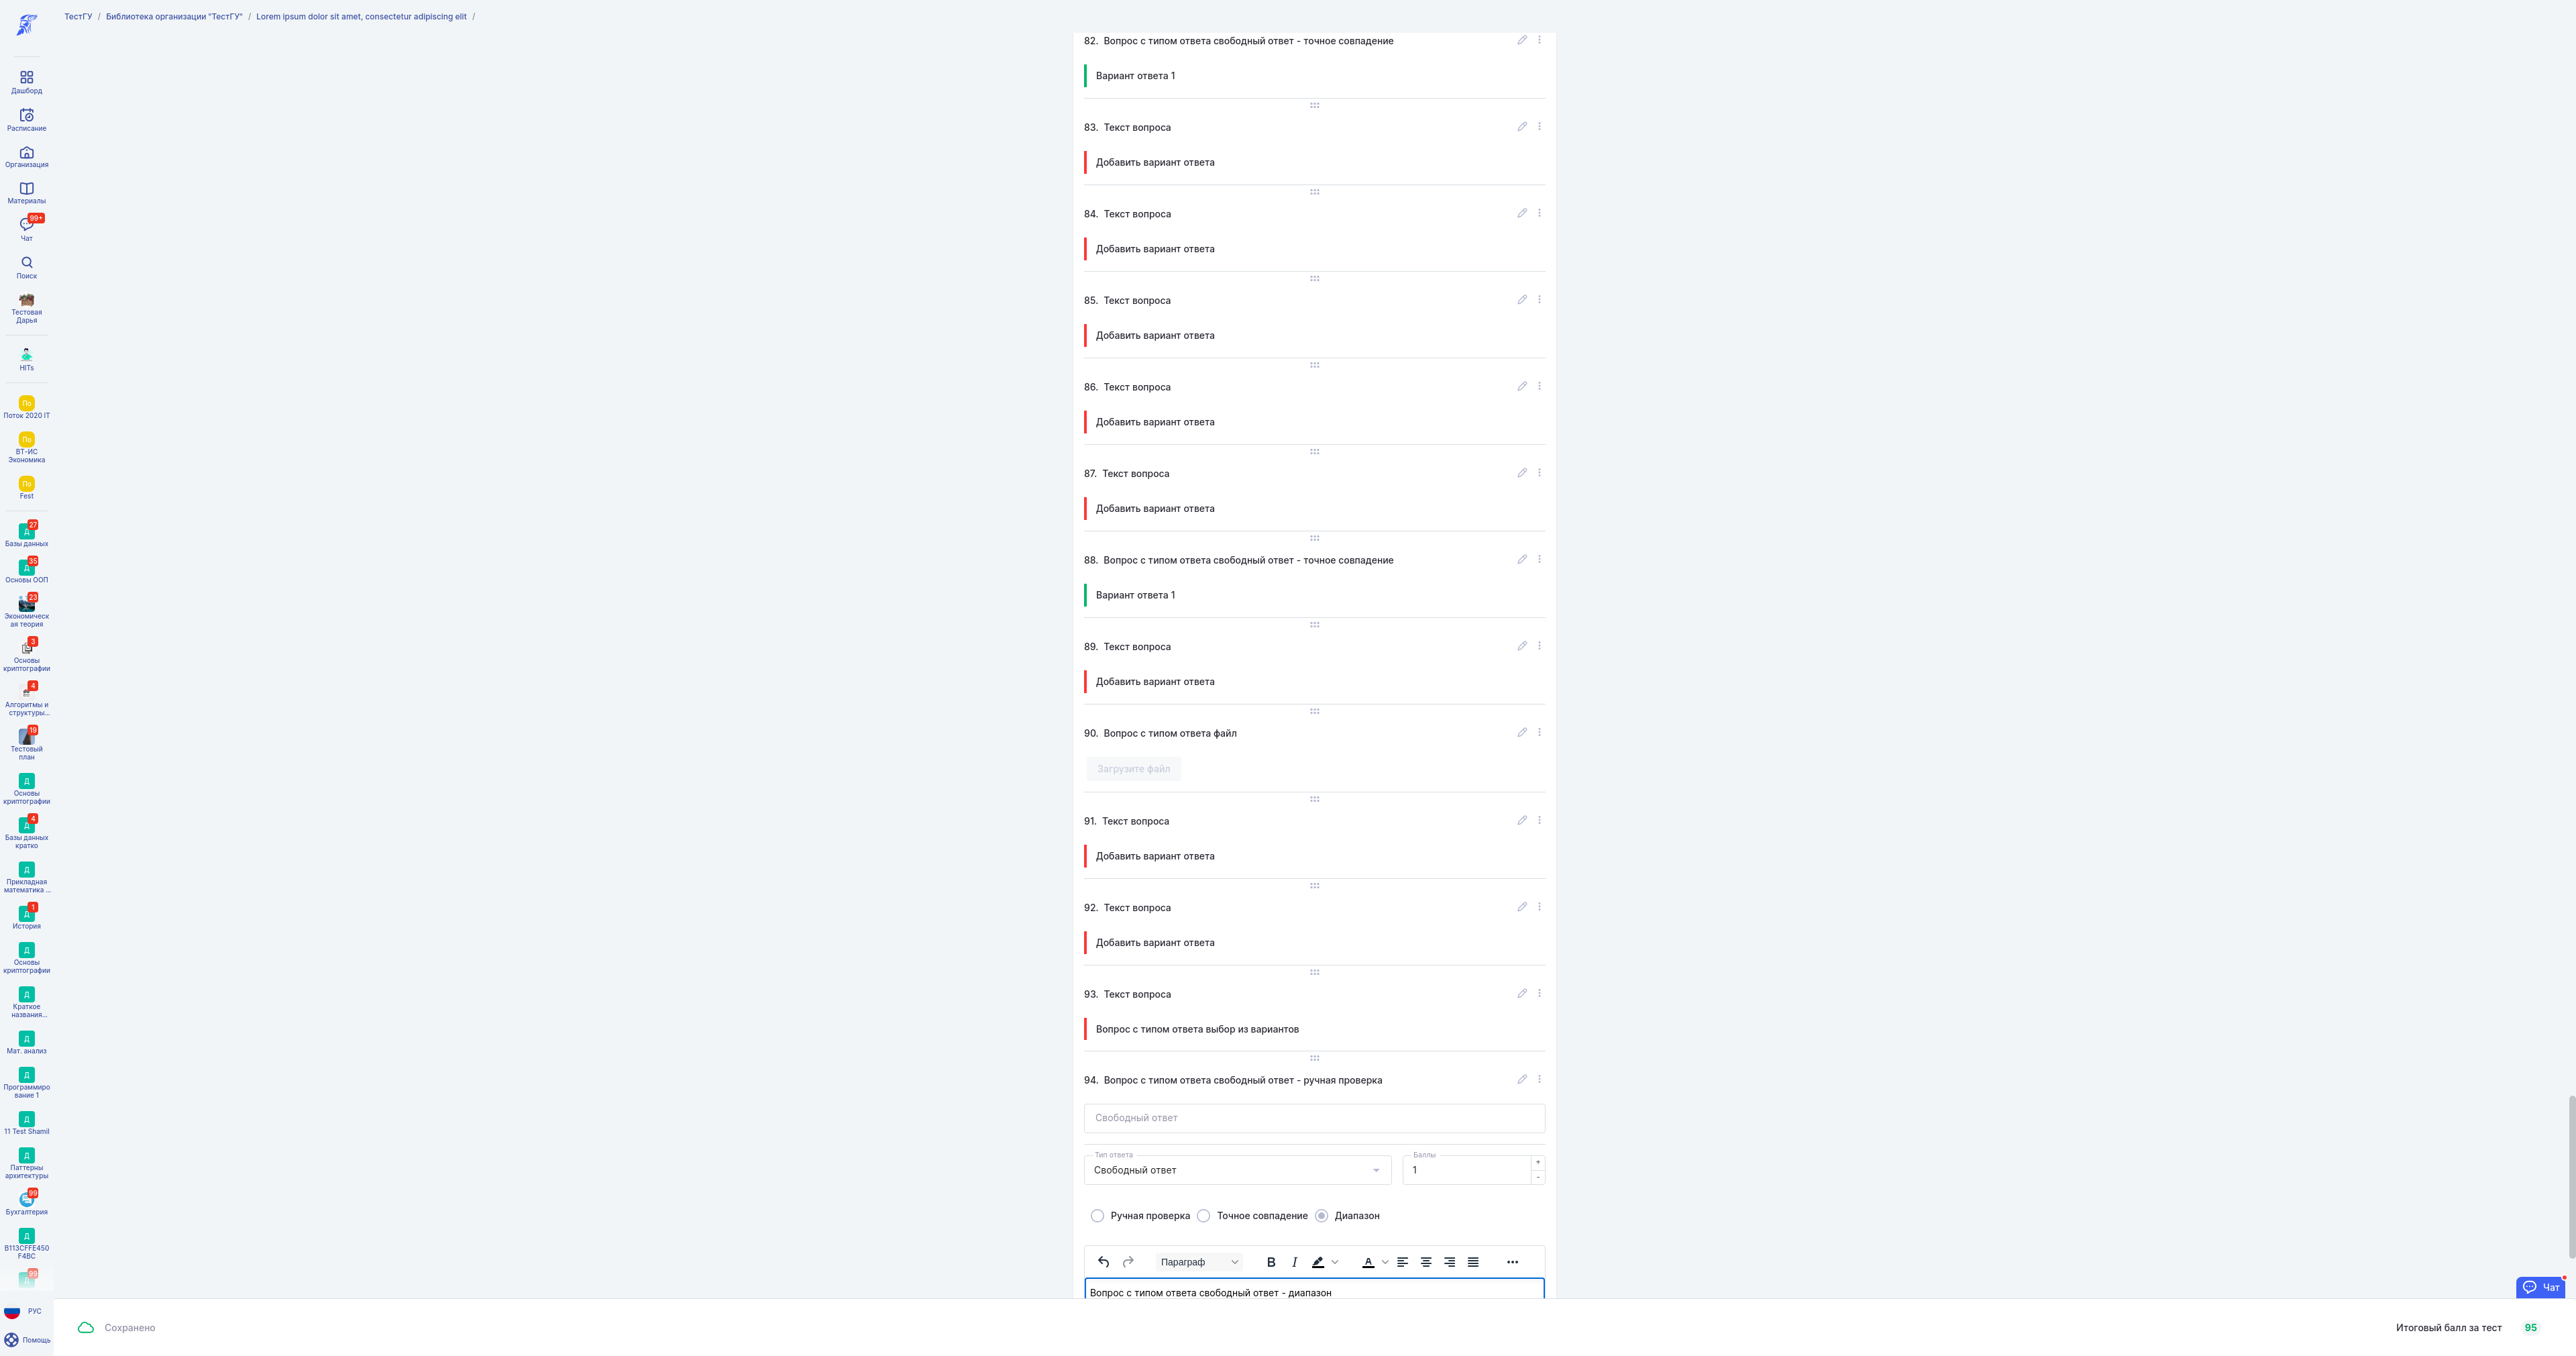 ТестГУ / Библиотека организации "ТестГУ" / Lorem ipsum dolor sit amet, consectetur adipiscing elit /
Дашборд
Расписание
Организация
Материалы
99+
Чат
Поиск
Тестовая
Дарья
HITs
По
Поток 2020 IT
По
ВТ-ИС
Экономика
По
Fest
27
Д
Базы данных
35
Д
Основы ООП
23
Экономическ
ая теория
3
Основы
криптографии
4
Алгоритмы и
структуры...
19
Тестовый
план
Д
Основы
криптографии
4
Д
Базы данных
кратко
Д
Прикладная
математика ...
1
Д
История
Д
Основы
криптографии
Д
Краткое
названия...
Д
Мат. анализ
Д
Программиро
вание 1
Д
11 Test Shamil
Д
Паттерны
архитектуры
99
Бухгалтерия
Д
B113CFFE450
F4BC
99
Д
РУС
Помощь
82. Вопрос с типом ответа свободный ответ - точное совпадение
Вариант ответа 1
83. Текст вопроса
Добавить вариант ответа
84. Текст вопроса
Добавить вариант ответа
85. Текст вопроса
Добавить вариант ответа
86. Текст вопроса
Добавить вариант ответа
87. Текст вопроса
Добавить вариант ответа
88. Вопрос с типом ответа свободный ответ - точное совпадение
Вариант ответа 1
89. Текст вопроса
Добавить вариант ответа
90. Вопрос с типом ответа файл
Загрузите файл
91. Текст вопроса
Добавить вариант ответа
92. Текст вопроса
Добавить вариант ответа
93. Текст вопроса
Вопрос с типом ответа выбор из вариантов
94. Вопрос с типом ответа свободный ответ - ручная проверка
Свободный ответ
Тип ответа
Свободный ответ
Баллы
1
+
-
Ручная проверка Точное совпадение Диапазон
Параграф B I A
Вопрос с типом ответа свободный ответ - диапазон
Чат
Сохранено
Итоговый балл за тест 95